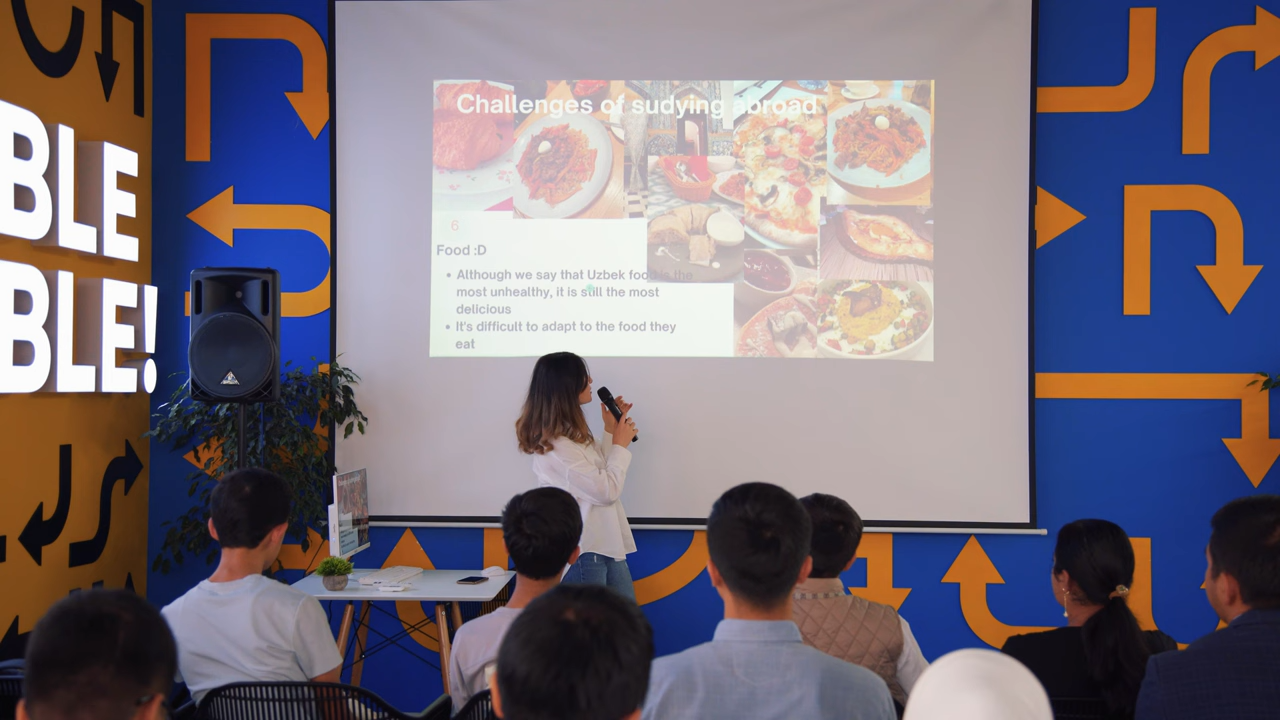 BLE
BLE!
Challenges of sudying abroad
6
Food :D
• Although we say that Uzbek food is the
most unhealthy, it is still the most
delicious
• It's difficult to adapt to the food they
eat